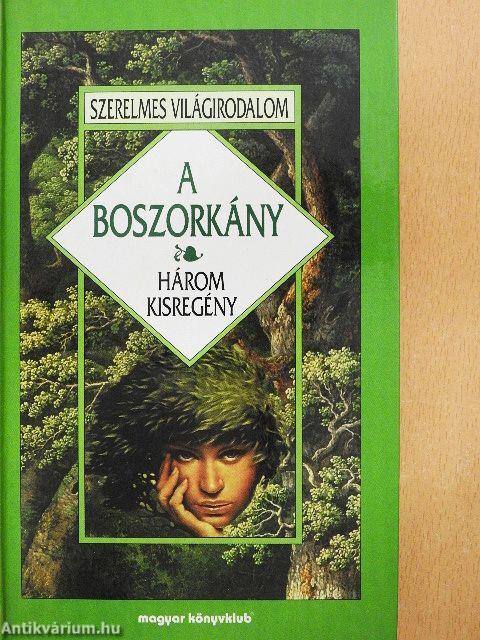 SZERELMES VILÁGIRODALOM
A
BOSZORKÁNY
HÁROM
KISREGÉNY
magyar könyvklub
Antikvárium.hu